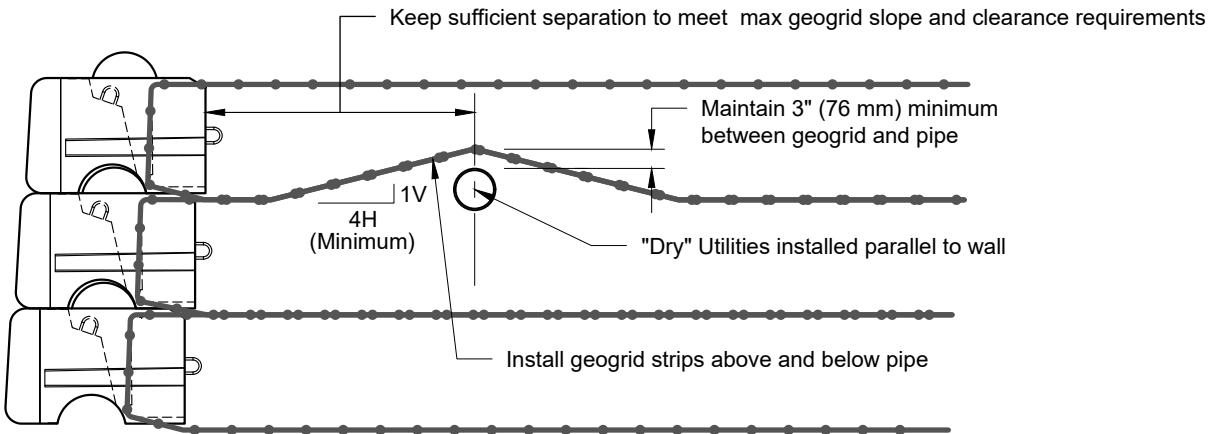 Keep sufficient separation to meet  max geogrid slope and clearance requirements
Maintain 3" (76 mm) minimum
between geogrid and pipe
1V
4H
(Minimum)
"Dry" Utilities installed parallel to wall
Install geogrid strips above and below pipe